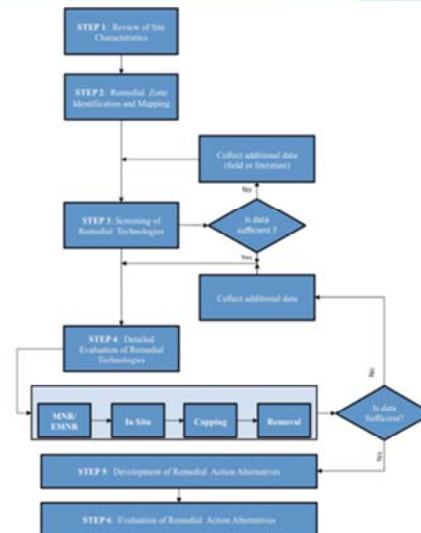 STEP 1: Review of Site
Characteristics
STEP 2: Remedial Zone
Identification and Mapping
Collect additional data
(field or literature)
No
STEP 3: Screening of
Remedial Technologies
Is data
sufficient ?
Yes
Collect additional data
STEP 4: Detailed
Evaluation of Remedial
Technologies
No
MNR/
EMNR
In Situ
Capping
Removal
Is data
Sufficient?
Yes
STEP 5: Development of Remedial Action Alternatives
STEP 6: Evaluation of Remedial Action Alternatives